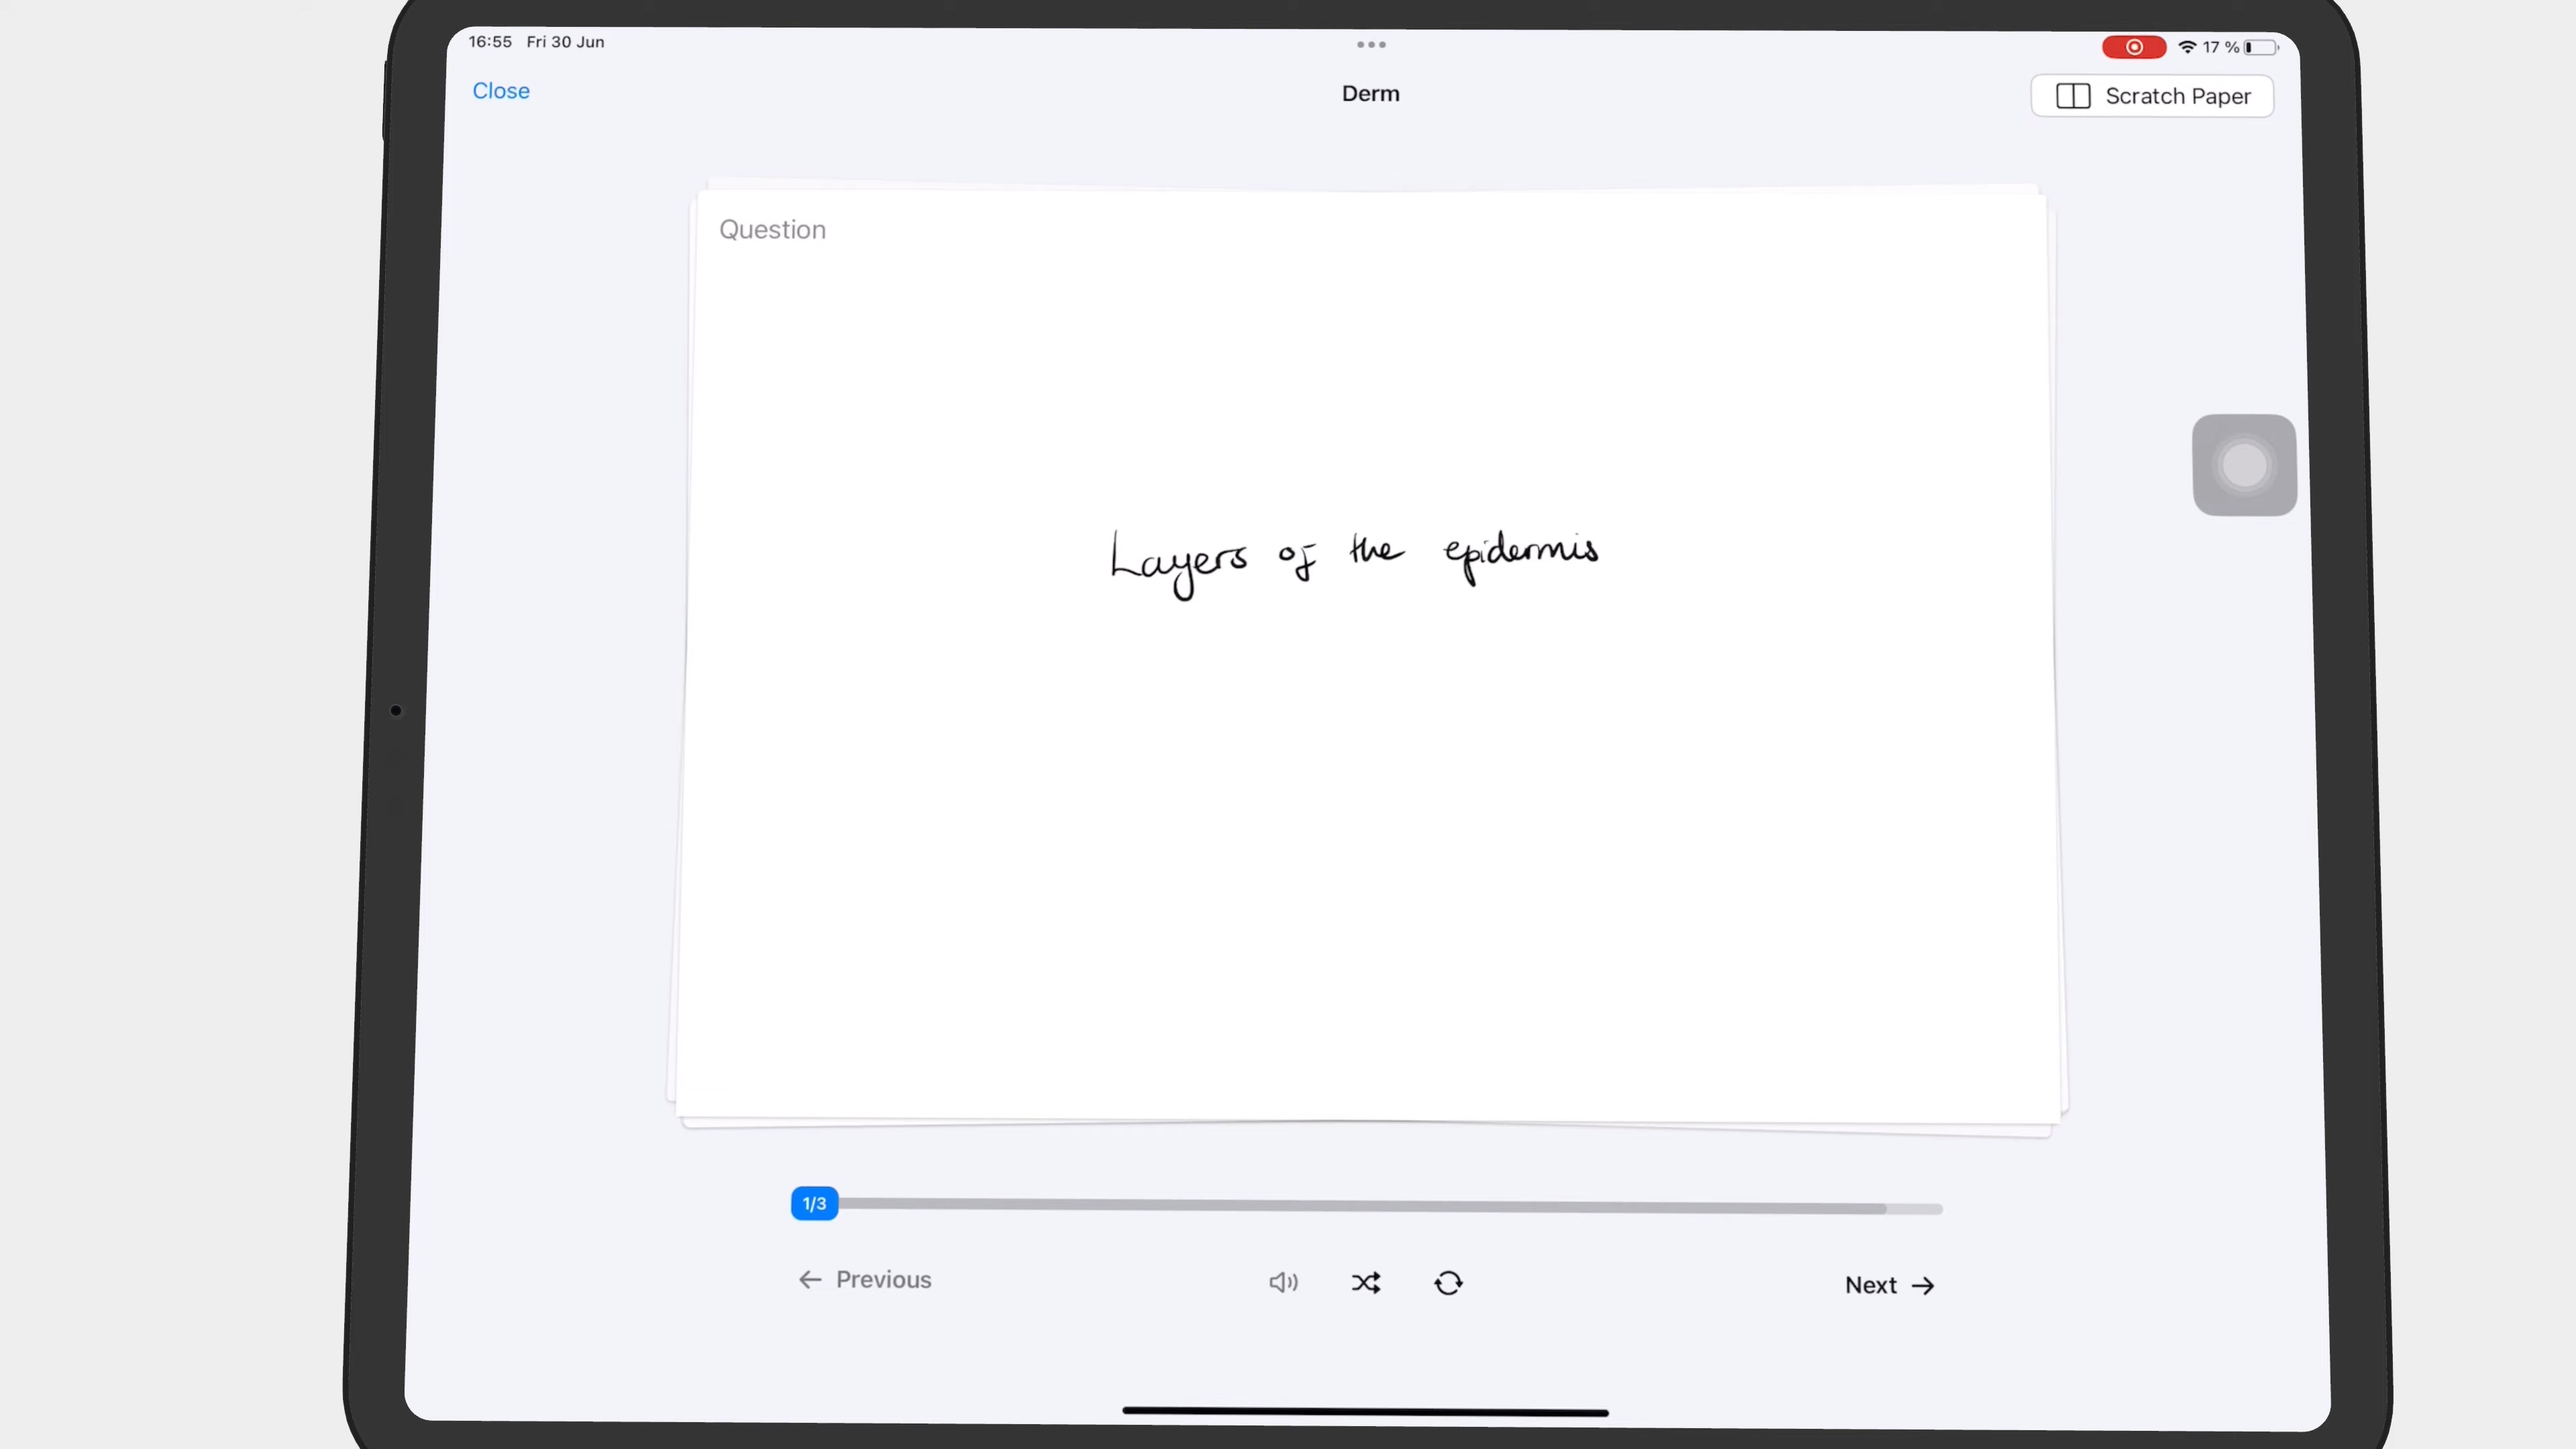 16:55 Fri 30 Jun
17 %
Close
Derm
Scratch Paper
Question
Layers of the epidermis
1/3
Previous
Next